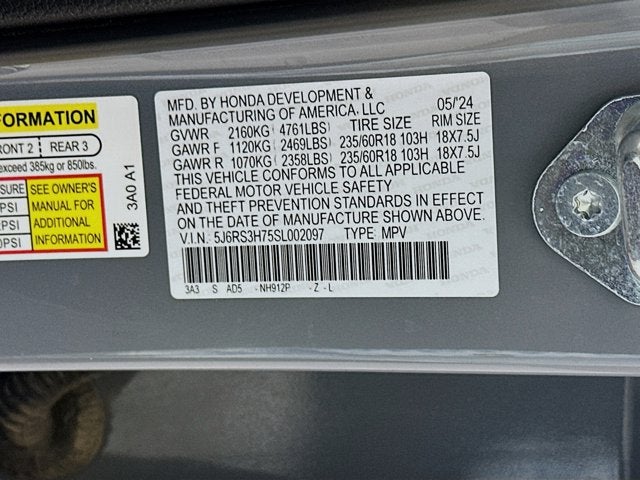 FORMATION
RONT 2 | REAR 3
exceed 385kg or 850lbs.
SURE SEE OWNER'S
PSI MANUAL FOR
PSI ADDITIONAL
0PSI INFORMATION
3A0 A1
MFD. BY HONDA DEVELOPMENT &
MANUFACTURING OF AMERICA, LLC 05/'24
GVWR 2160KG (4761LBS) TIRE SIZE RIM SIZE
GAWR F 1120KG (2469LBS) 235/60R18 103H 18X7.5J
GAWR R 1070KG (2358LBS) 235/60R18 103H 18X7.5J
THIS VEHICLE CONFORMS TO ALL APPLICABLE
FEDERAL MOTOR VEHICLE SAFETY
AND THEFT PREVENTION STANDARDS IN EFFECT
ON THE DATE OF MANUFACTURE SHOWN ABOVE.
V.I.N. 5J6RS3H75SL002097 TYPE: MPV
3A3 S AD5 -NH912P -Z -L